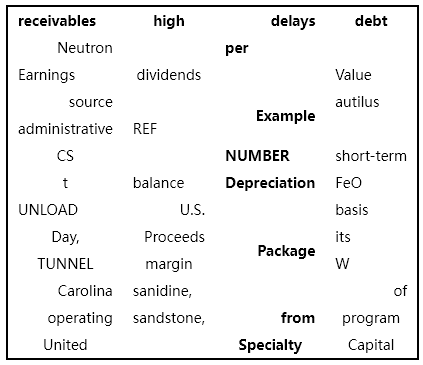 receivables high delays debt
Neutron per
Earnings dividends Value
source Example autilus
administrative REF
CS NUMBER short-term
t balance Depreciation FeO
UNLOAD U.S. basis
Day, Proceeds Package its
TUNNEL margin W
Carolina sanidine, of
operating sandstone, from program
United Specialty Capital